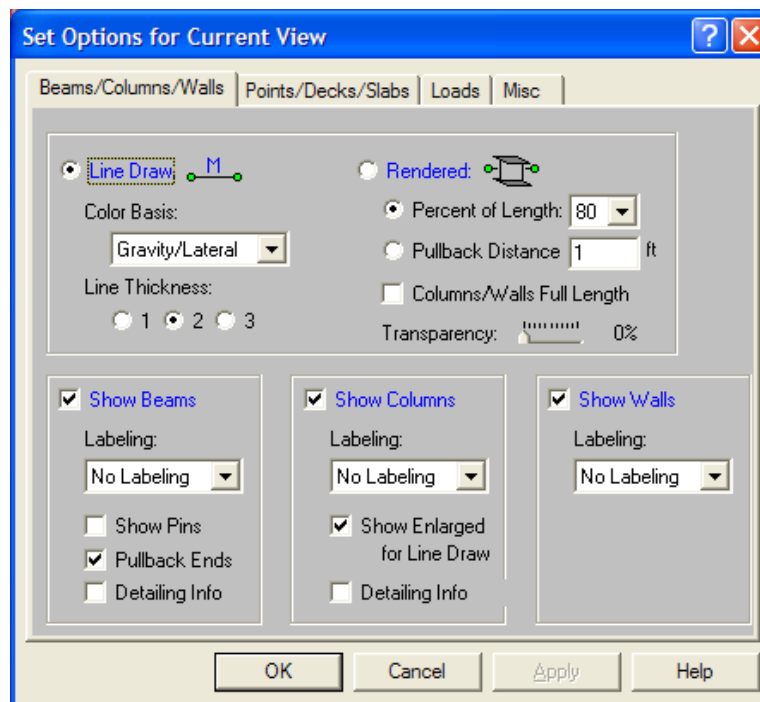 Set Options for Current View
Beams/Columns/Walls Points/Decks/Slabs Loads Misc
Line Draw M Rendered:
Color Basis: Percent of Length: 80
Gravity/Lateral Pullback Distance 1 ft
Line Thickness: Columns/Walls Full Length
1 2 3 Transparency: 0%
Show Beams Show Columns Show Walls
Labeling: Labeling: Labeling:
No Labeling No Labeling No Labeling
Show Pins Show Enlarged
for Line Draw
Pullback Ends
Detailing Info Detailing Info
OK Cancel Apply Help